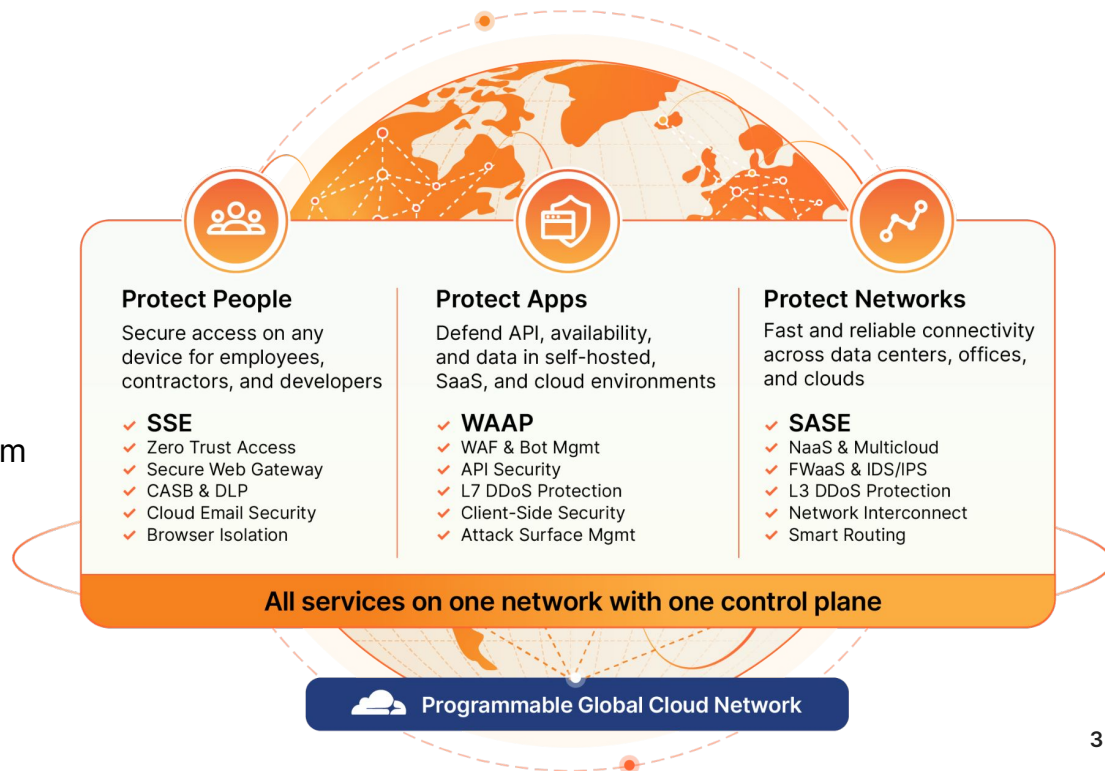 Protect People
Secure access on any
device for employees,
contractors, and developers
SSE
Zero Trust Access
Secure Web Gateway
CASB & DLP
Cloud Email Security
Browser Isolation
Protect Apps
Defend API, availability,
and data in self-hosted,
SaaS, and cloud environments
WAAP
WAF & Bot Mgmt
API Security
L7 DDoS Protection
Client-Side Security
Attack Surface Mgmt
Protect Networks
Fast and reliable connectivity
across data centers, offices,
and clouds
SASE
NaaS & Multicloud
FWaaS & IDS/IPS
L3 DDoS Protection
Network Interconnect
Smart Routing
m
All services on one network with one control plane
Programmable Global Cloud Network
3